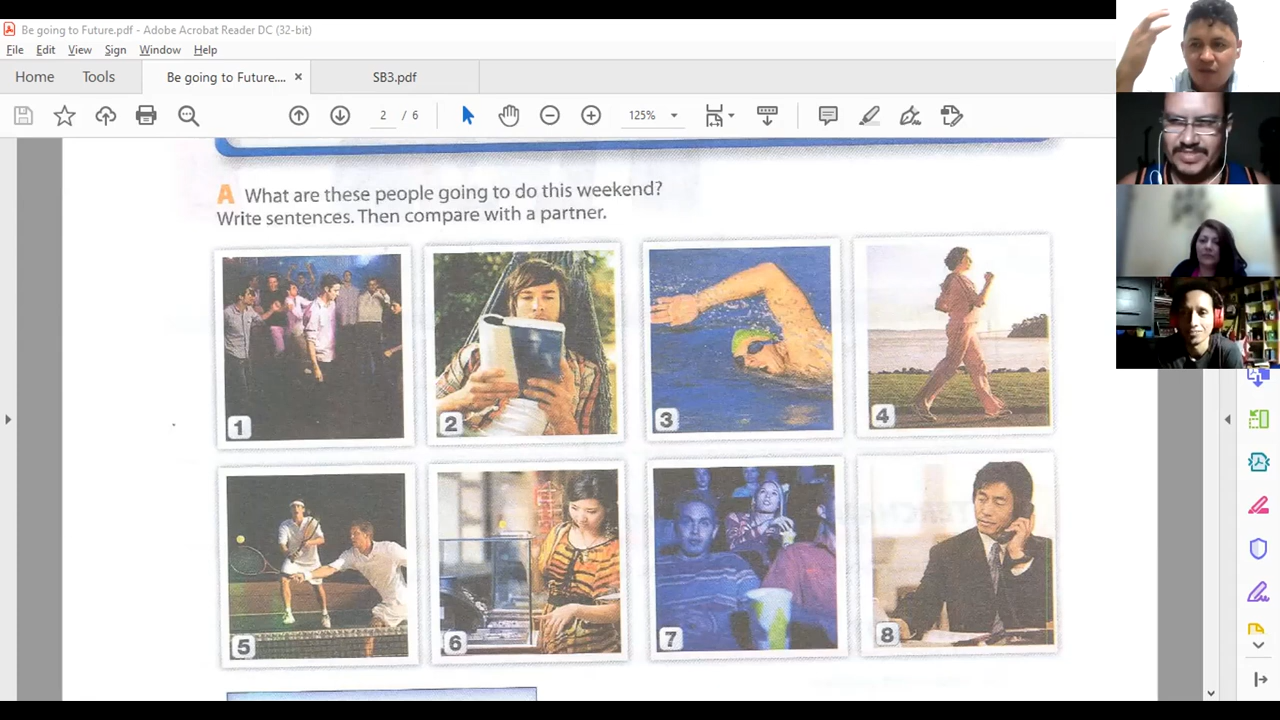 Be going to Future.pdf - Adobe Acrobat Reader DC (32-bit)
File Edit View Sign Window Help
Home Tools Be going to Future.... × SB3.pdf
2 / 6 125%
A What are these people going to do this weekend?
Write sentences. Then compare with a partner.
1 2 3 4
5 6 7 8